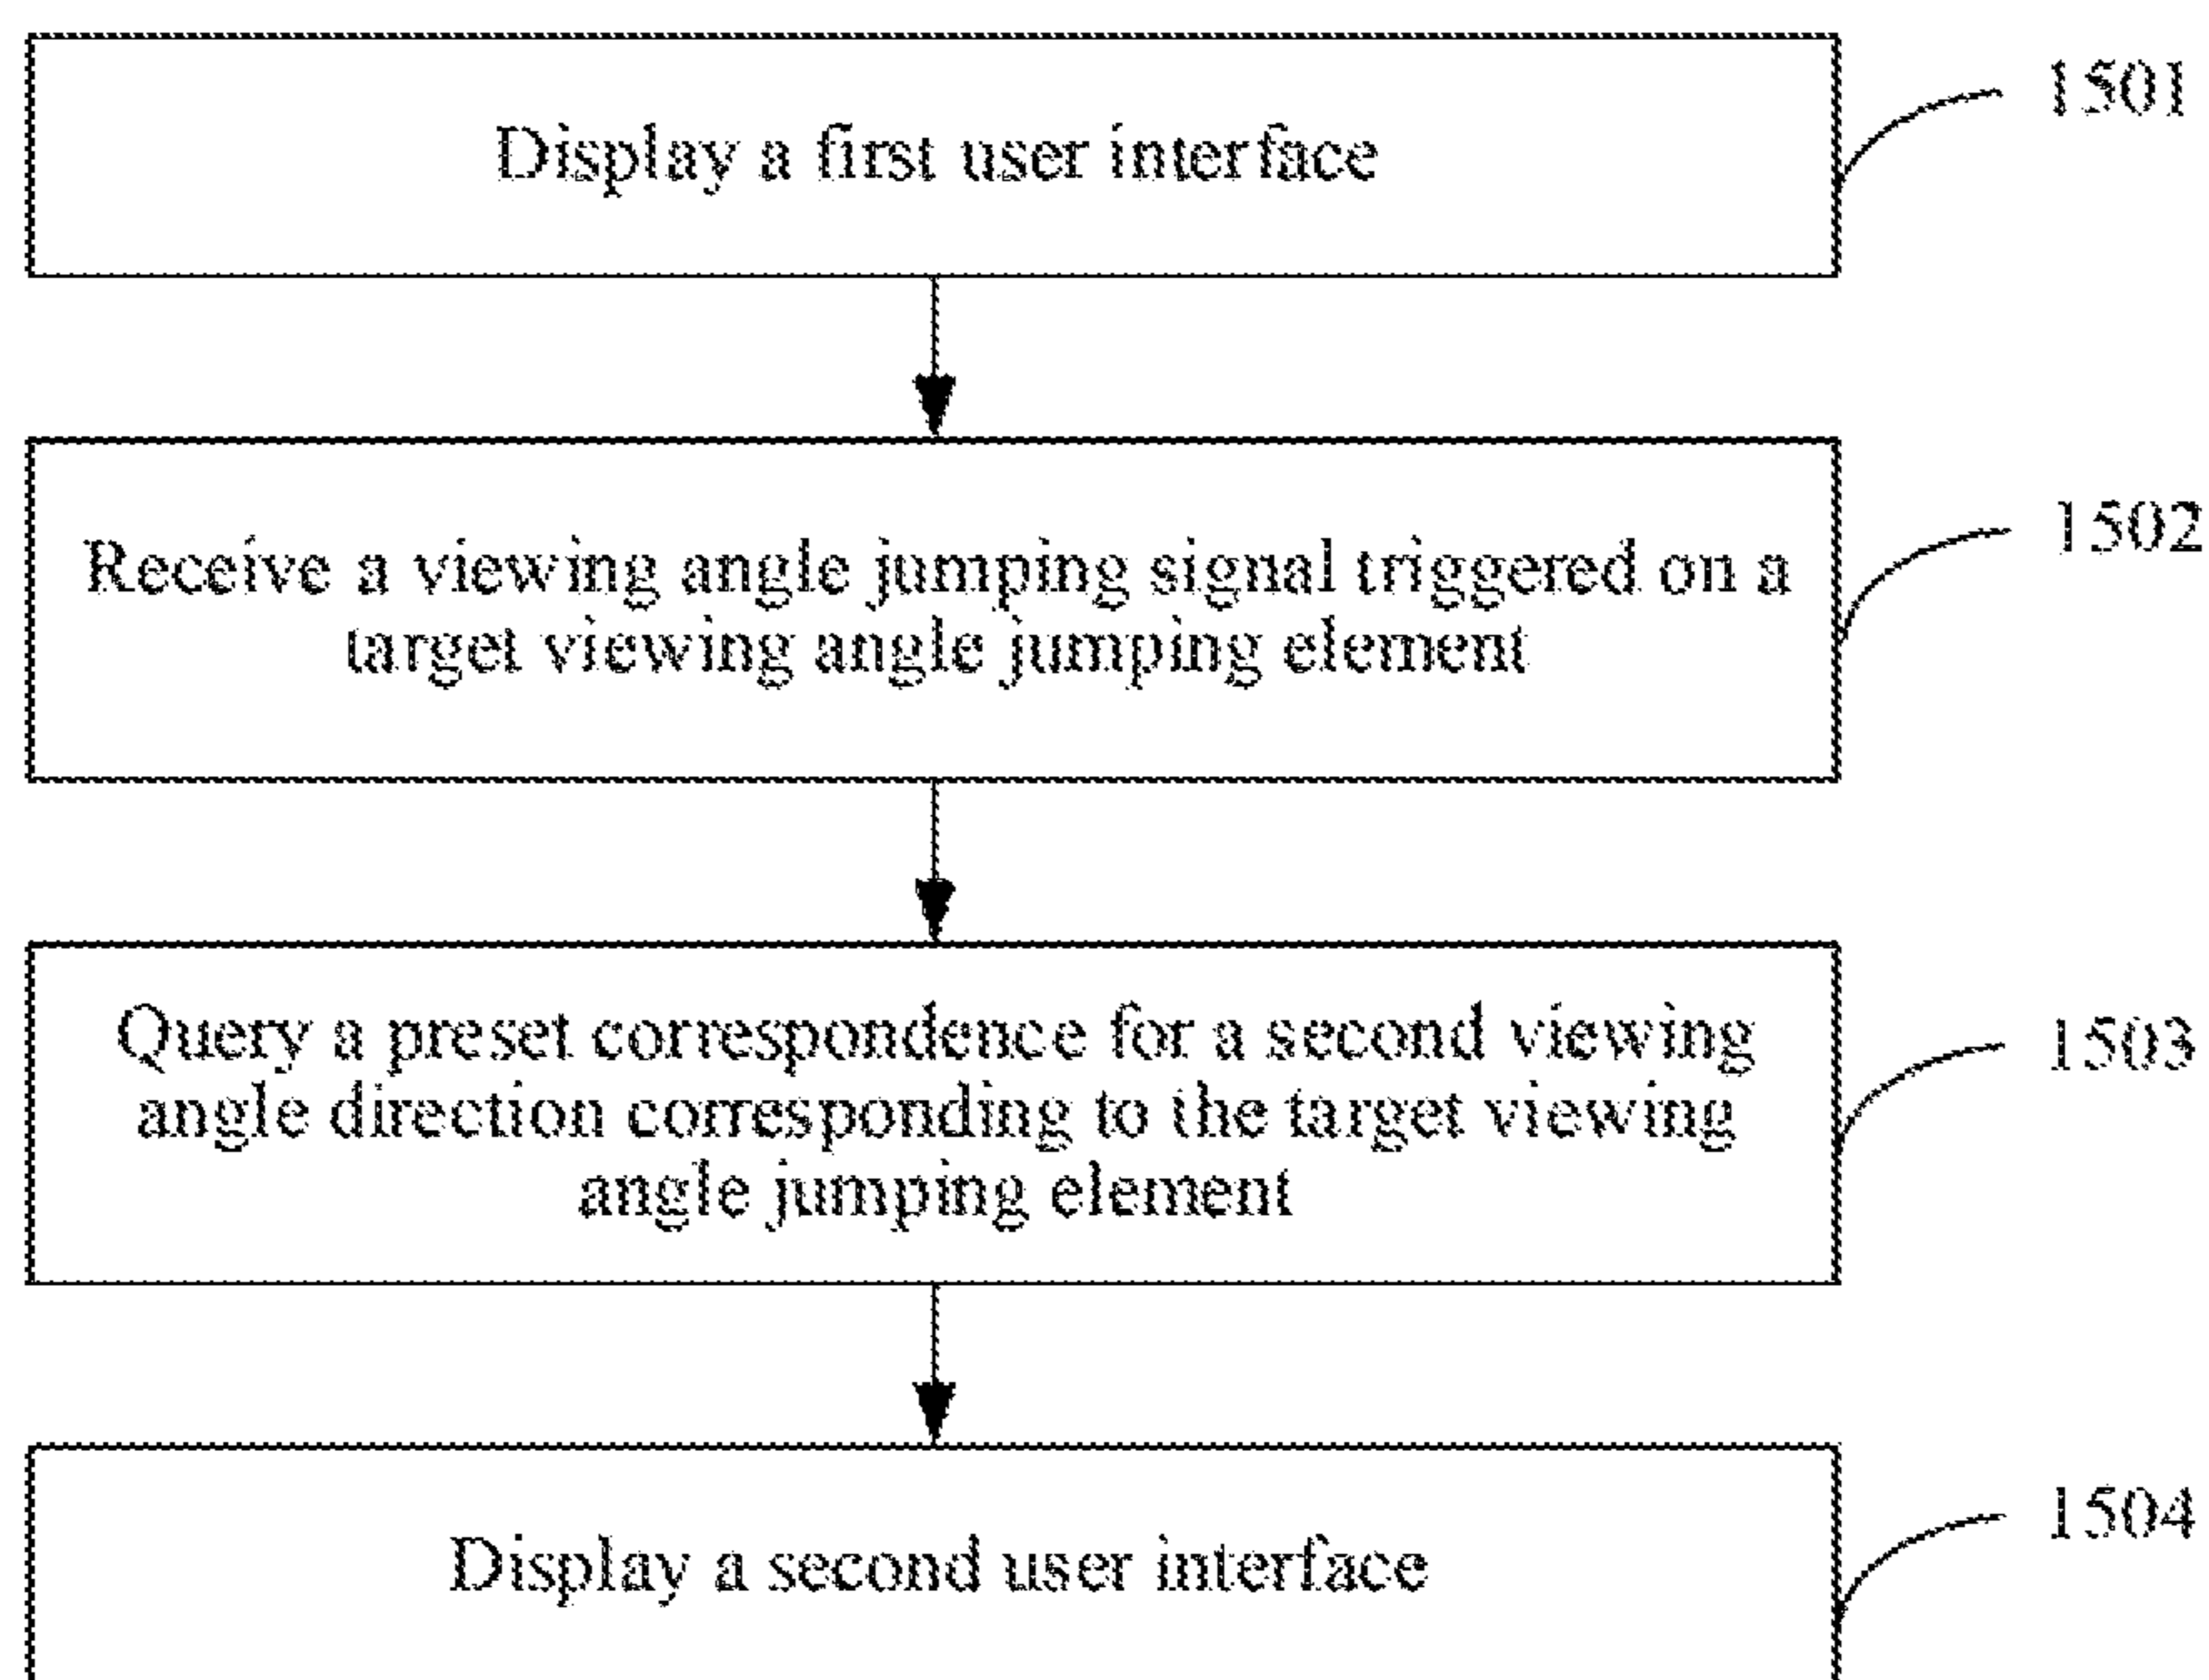 Display a first user interface
1501
Receive a viewing angle jumping signal triggered on a
target viewing angle jumping element
1502
Query a preset correspondence for a second viewing
angle direction corresponding to the target viewing
angle jumping element
1503
Display a second user interface
1504